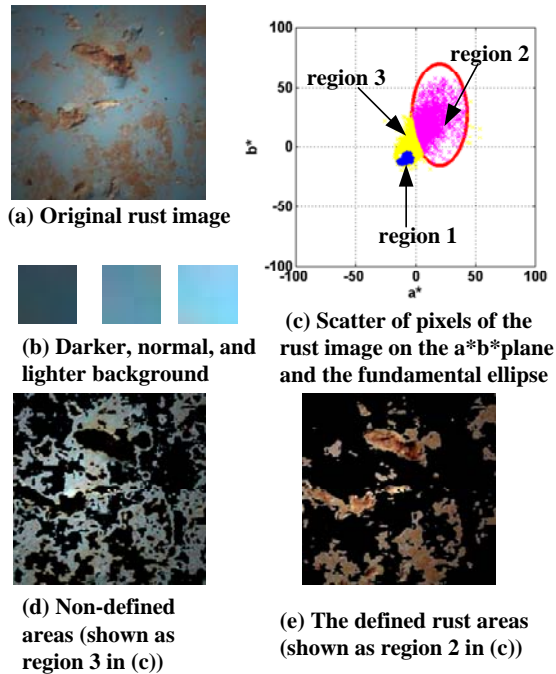 (a) Original rust image
100
50
0
-50
-100
-100
-50
0
50
100
b*
a*
region 3
region 2
region 1
(b) Darker, normal, and
lighter background
(c) Scatter of pixels of the
rust image on the a*b*plane
and the fundamental ellipse
(d) Non-defined
areas (shown as
region 3 in (c))
(e) The defined rust areas
(shown as region 2 in (c))